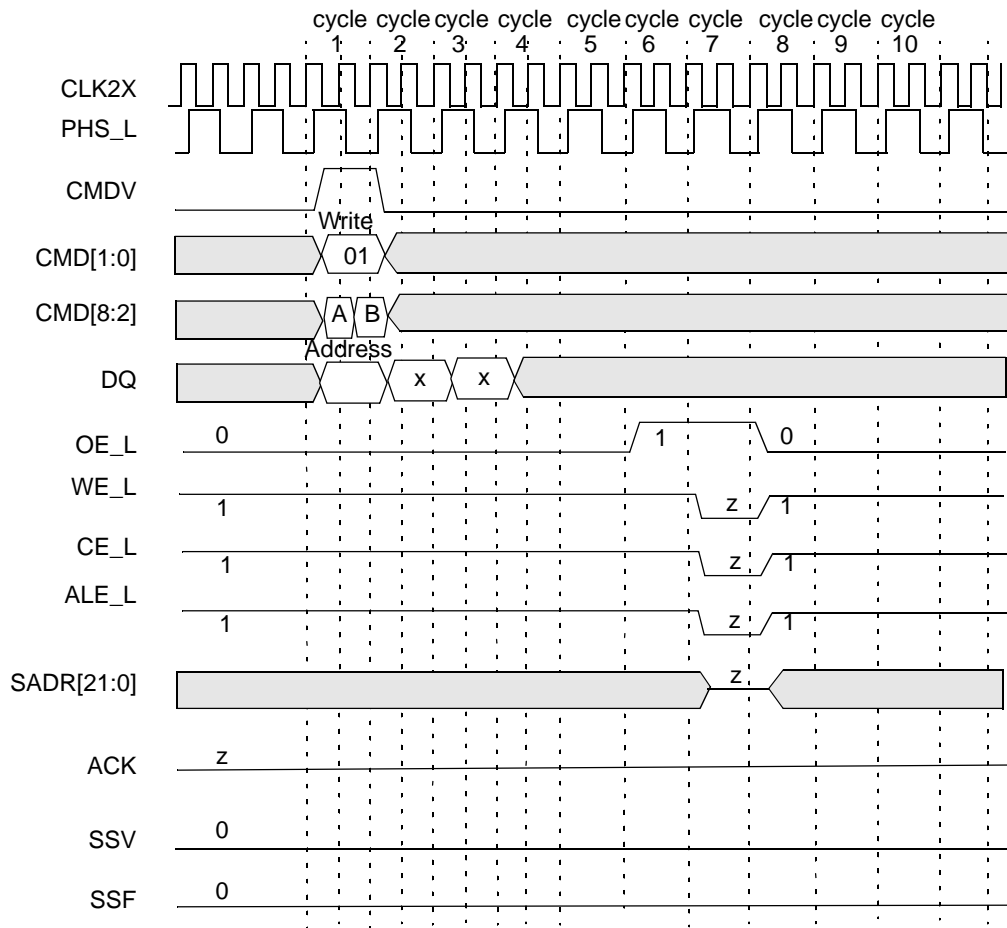 cycle cycle cycle cycle cycle cycle cycle cycle cycle cycle
1 2 3 4 5 6 7 8 9 10
CLK2X
PHS_L
CMDV
Write
CMD[1:0] 01
CMD[8:2] A B
Address
DQ x x
OE_L 0 1 0
WE_L 1 z 1
CE_L 1 z 1
ALE_L 1 z 1
SADR[21:0] z
ACK z
SSV 0
SSF 0